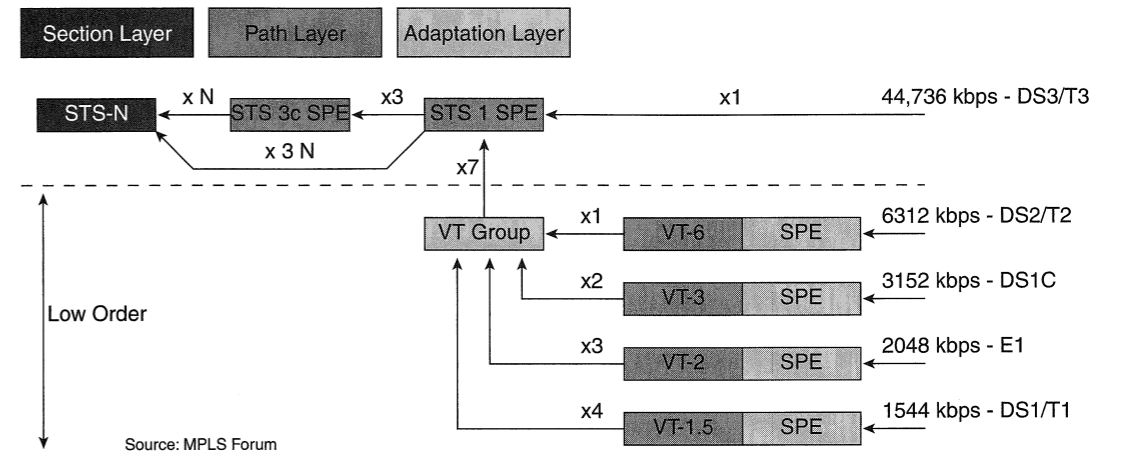 Section Layer
Path Layer
Adaptation Layer
x N
x3
x1
44,736 kbps - DS3/T3
STS-N
STS 3c SPE
STS 1 SPE
x 3 N
x7
x1
6312 kbps - DS2/T2
VT Group
VT-6
SPE
x2
3152 kbps - DS1C
VT-3
SPE
Low Order
x3
2048 kbps - E1
VT-2
SPE
x4
1544 kbps - DS1/T1
VT-1.5
SPE
Source: MPLS Forum